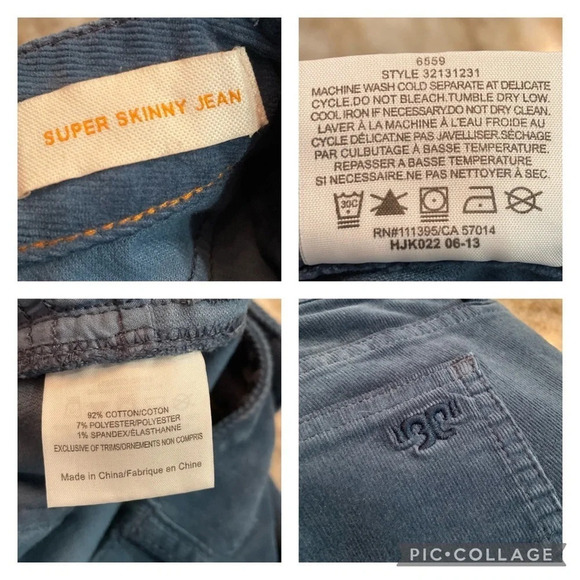 SUPER SKINNY JEAN
6559
STYLE 32131231
MACHINE WASH COLD SEPARATE AT DELICATE
CYCLE.DO NOT BLEACH.TUMBLE DRY LOW.
COOL IRON IF NECESSARY.DO NOT DRY CLEAN.
LAVER À LA MACHINE À L'EAU FROIDE AU
CYCLE DÉLICAT.NE PAS JAVELLISER.SÉCHAGE
PAR CULBUTAGE À BASSE TEMPÉRATURE.
REPASSER A BASSE TEMPÉRATURE
SI NÉCESSAIRE.NE PAS NETTOYER À SEC.
30C
RN#111395/CA 57014
HJK022 06-13
92% COTTON/COTON
7% POLYESTER/POLYESTER
1% SPANDEX/ÉLASTHANNE
EXCLUSIVE OF TRIMS/ORNEMENTS NON COMPRIS
Made in China/Fabrique en Chine
PIC•COLLAGE